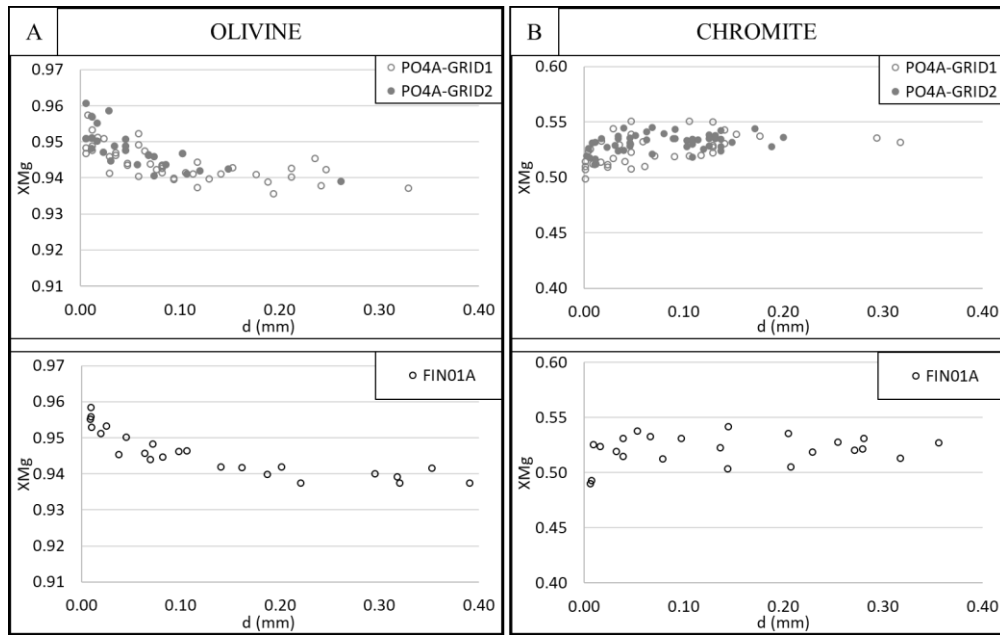 A OLIVINE
PO4A-GRID1
PO4A-GRID2
0.97
0.96
0.95
0.94
0.93
0.92
0.91
XMg
0.00 0.10 0.20 0.30 0.40
d (mm)
FIN01A
0.97
0.96
0.95
0.94
0.93
0.92
0.91
XMg
0.00 0.10 0.20 0.30 0.40
d (mm)
B CHROMITE
PO4A-GRID1
PO4A-GRID2
0.60
0.55
0.50
0.45
0.40
XMg
0.00 0.10 0.20 0.30 0.40
d (mm)
FIN01A
0.60
0.55
0.50
0.45
0.40
XMg
0.00 0.10 0.20 0.30 0.40
d (mm)